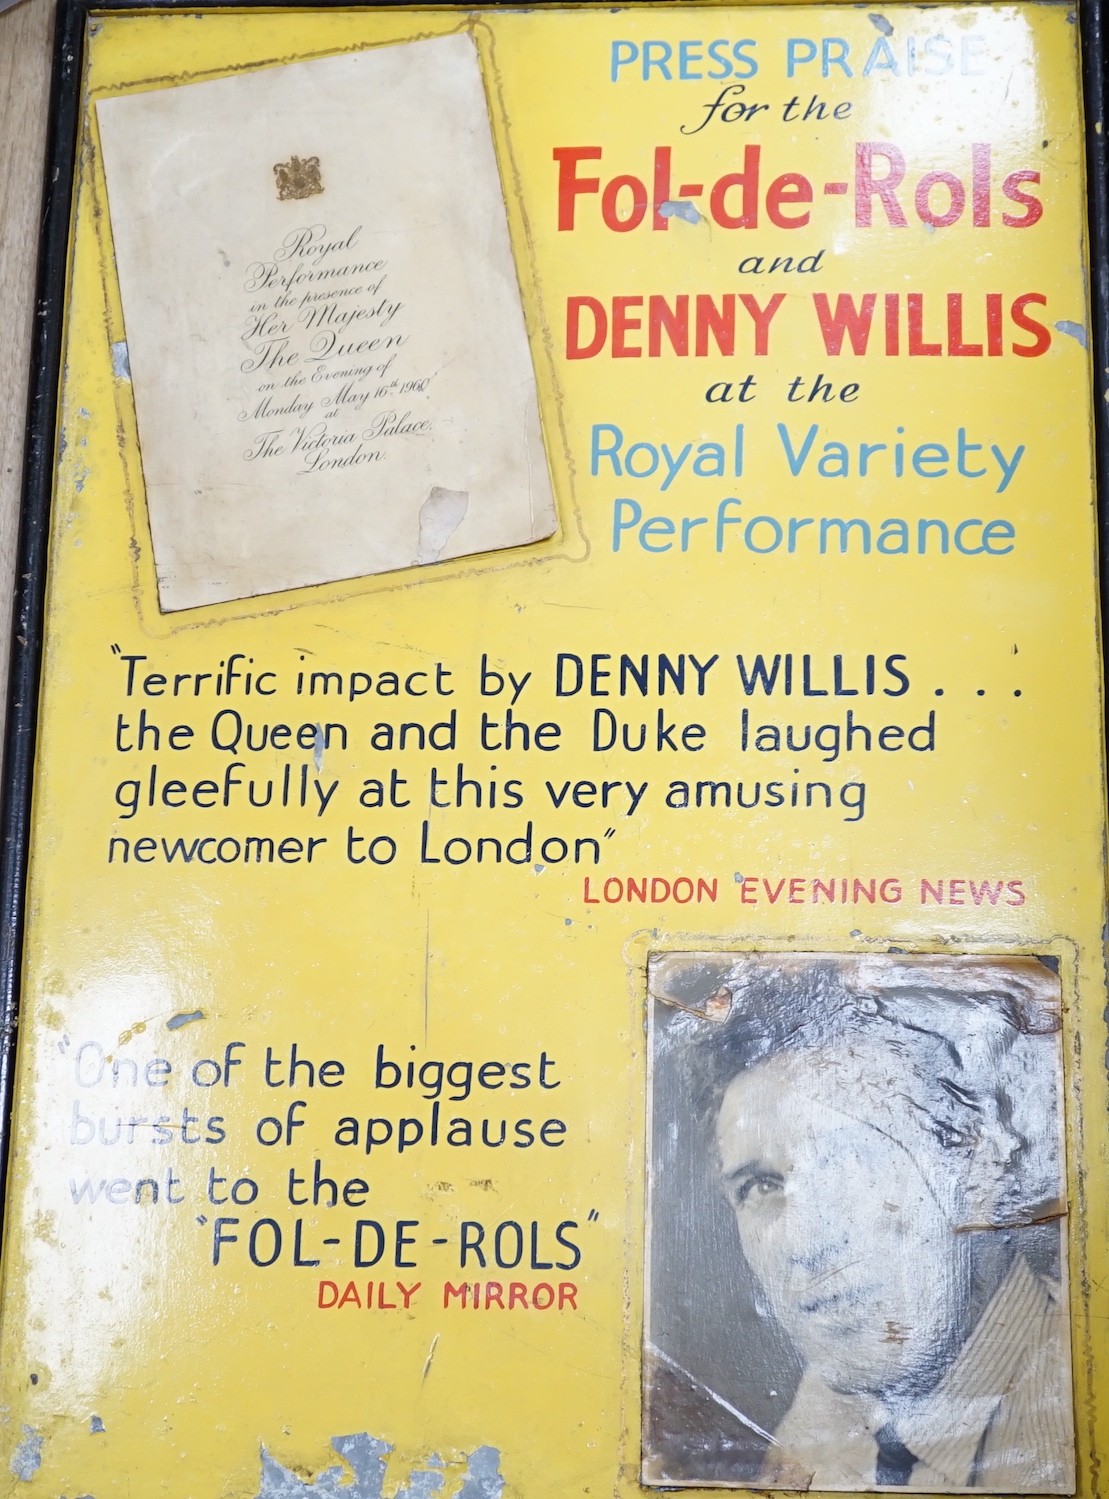 Royal
Performance
in the presence of
Her Majesty
The Queen
on the Evening of
Monday May 16th 1960
at
The Victoria Palace.
London.
PRESS PRAISE
for the
Fol-de-Rols
and
DENNY WILLIS
at the
Royal Variety
Performance
"Terrific impact by DENNY WILLIS . . .
the Queen and the Duke laughed
gleefully at this very amusing
newcomer to London"
LONDON EVENING NEWS
"One of the biggest
bursts of applause
went to the
"FOL-DE-ROLS"
DAILY MIRROR